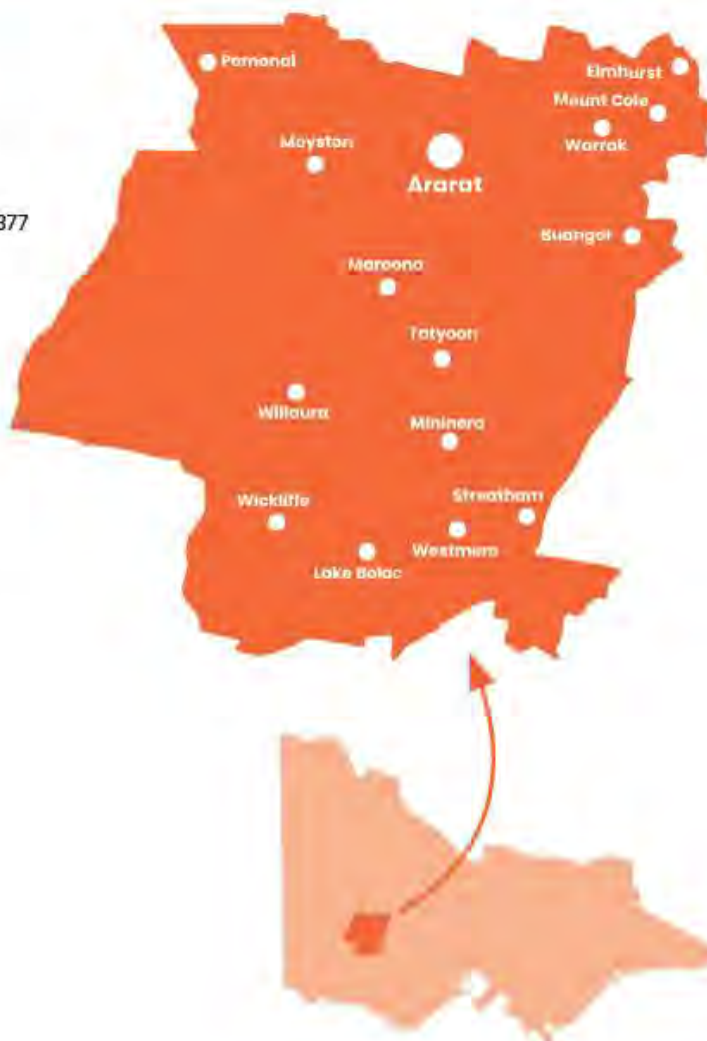 Pomonal
Elmhurst
Mount Cole
Warrak
Moyston
Ararat
377
Buangor
Maroona
Tatyoon
Willaura
Mininera
Wickliffe
Streatham
Westmere
Lake Bolac